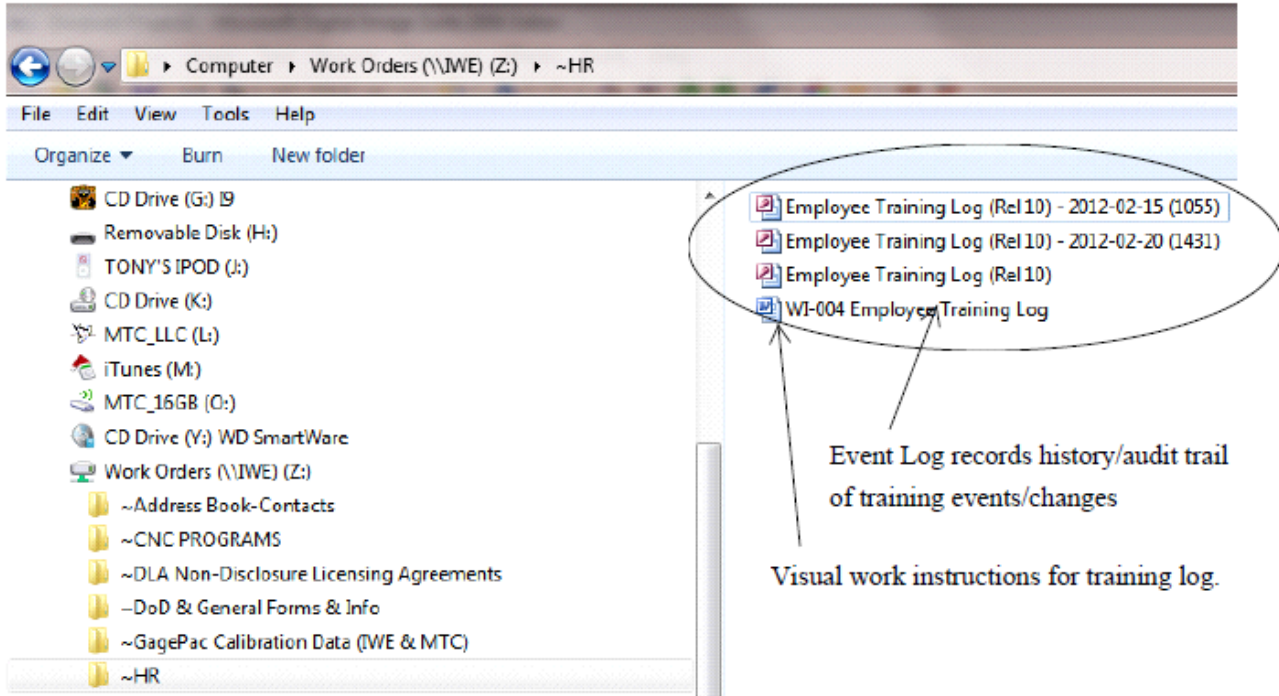 Computer ▸ Work Orders (\\IWE) (Z:) ▸ ~HR
File Edit View Tools Help
Organize ▾ Burn New folder
CD Drive (G:) I9
Removable Disk (H:)
TONY'S IPOD (J:)
CD Drive (K:)
MTC_LLC (L:)
iTunes (M:)
MTC_16GB (O:)
CD Drive (Y:) WD SmartWare
Work Orders (\\IWE) (Z:)
~Address Book-Contacts
~CNC PROGRAMS
~DLA Non-Disclosure Licensing Agreements
~DoD & General Forms & Info
~GagePac Calibration Data (IWE & MTC)
~HR
Employee Training Log (Rel 10) - 2012-02-15 (1055)
Employee Training Log (Rel 10) - 2012-02-20 (1431)
Employee Training Log (Rel 10)
WI-004 Employee Training Log
Event Log records history/audit trail
of training events/changes
Visual work instructions for training log.